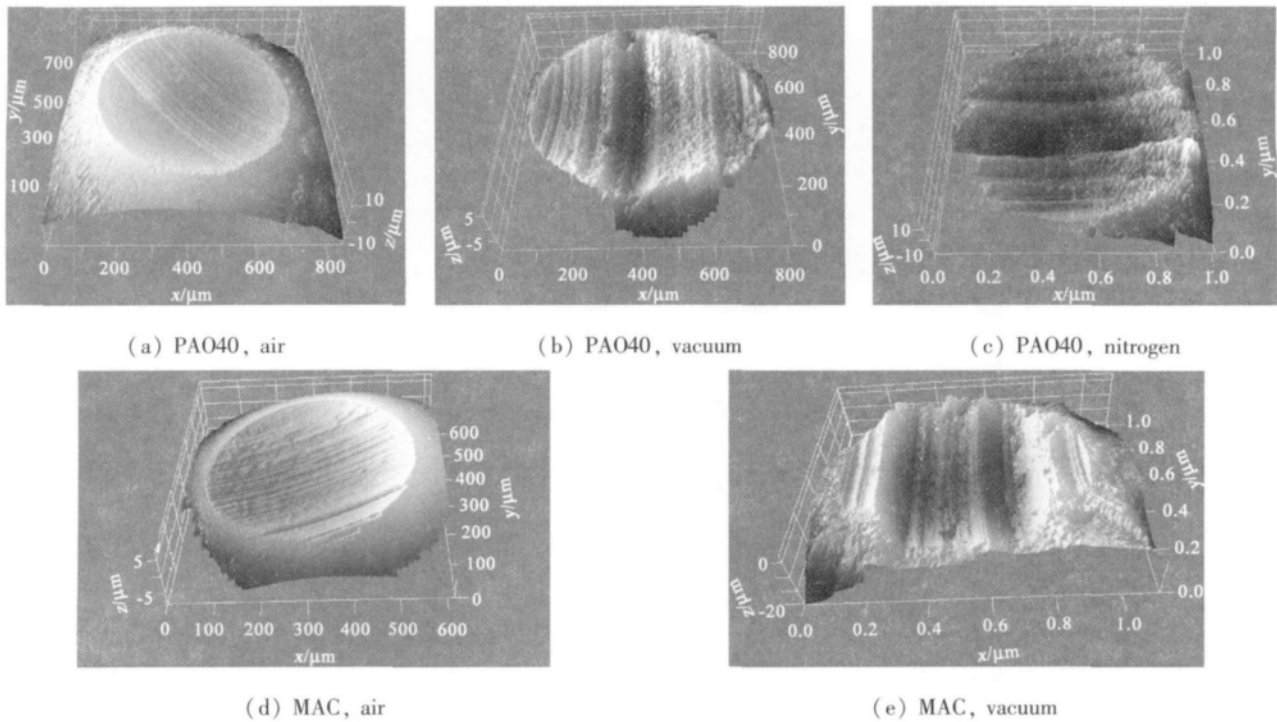 700
500
300
100
y/μm
10
-10
z/μm
0 200 400 600 800
x/μm
800
600
400
200
0
y/μm
5
-5
z/μm
200 400 600 800
x/μm
1.0
0.8
0.6
0.4
0.2
0.0
y/μm
10
-10
z/μm
0.0 0.2 0.4 0.6 0.8 1.0
x/μm
(a) PAO40, air
(b) PAO40, vacuum
(c) PAO40, nitrogen
600
500
400
300
200
100
0
y/μm
5
-5
z/μm
0 100 200 300 400 500 600
x/μm
1.0
0.8
0.6
0.4
0.2
0.0
y/μm
0
-20
z/μm
0.0 0.2 0.4 0.6 0.8 1.0
x/μm
(d) MAC, air
(e) MAC, vacuum